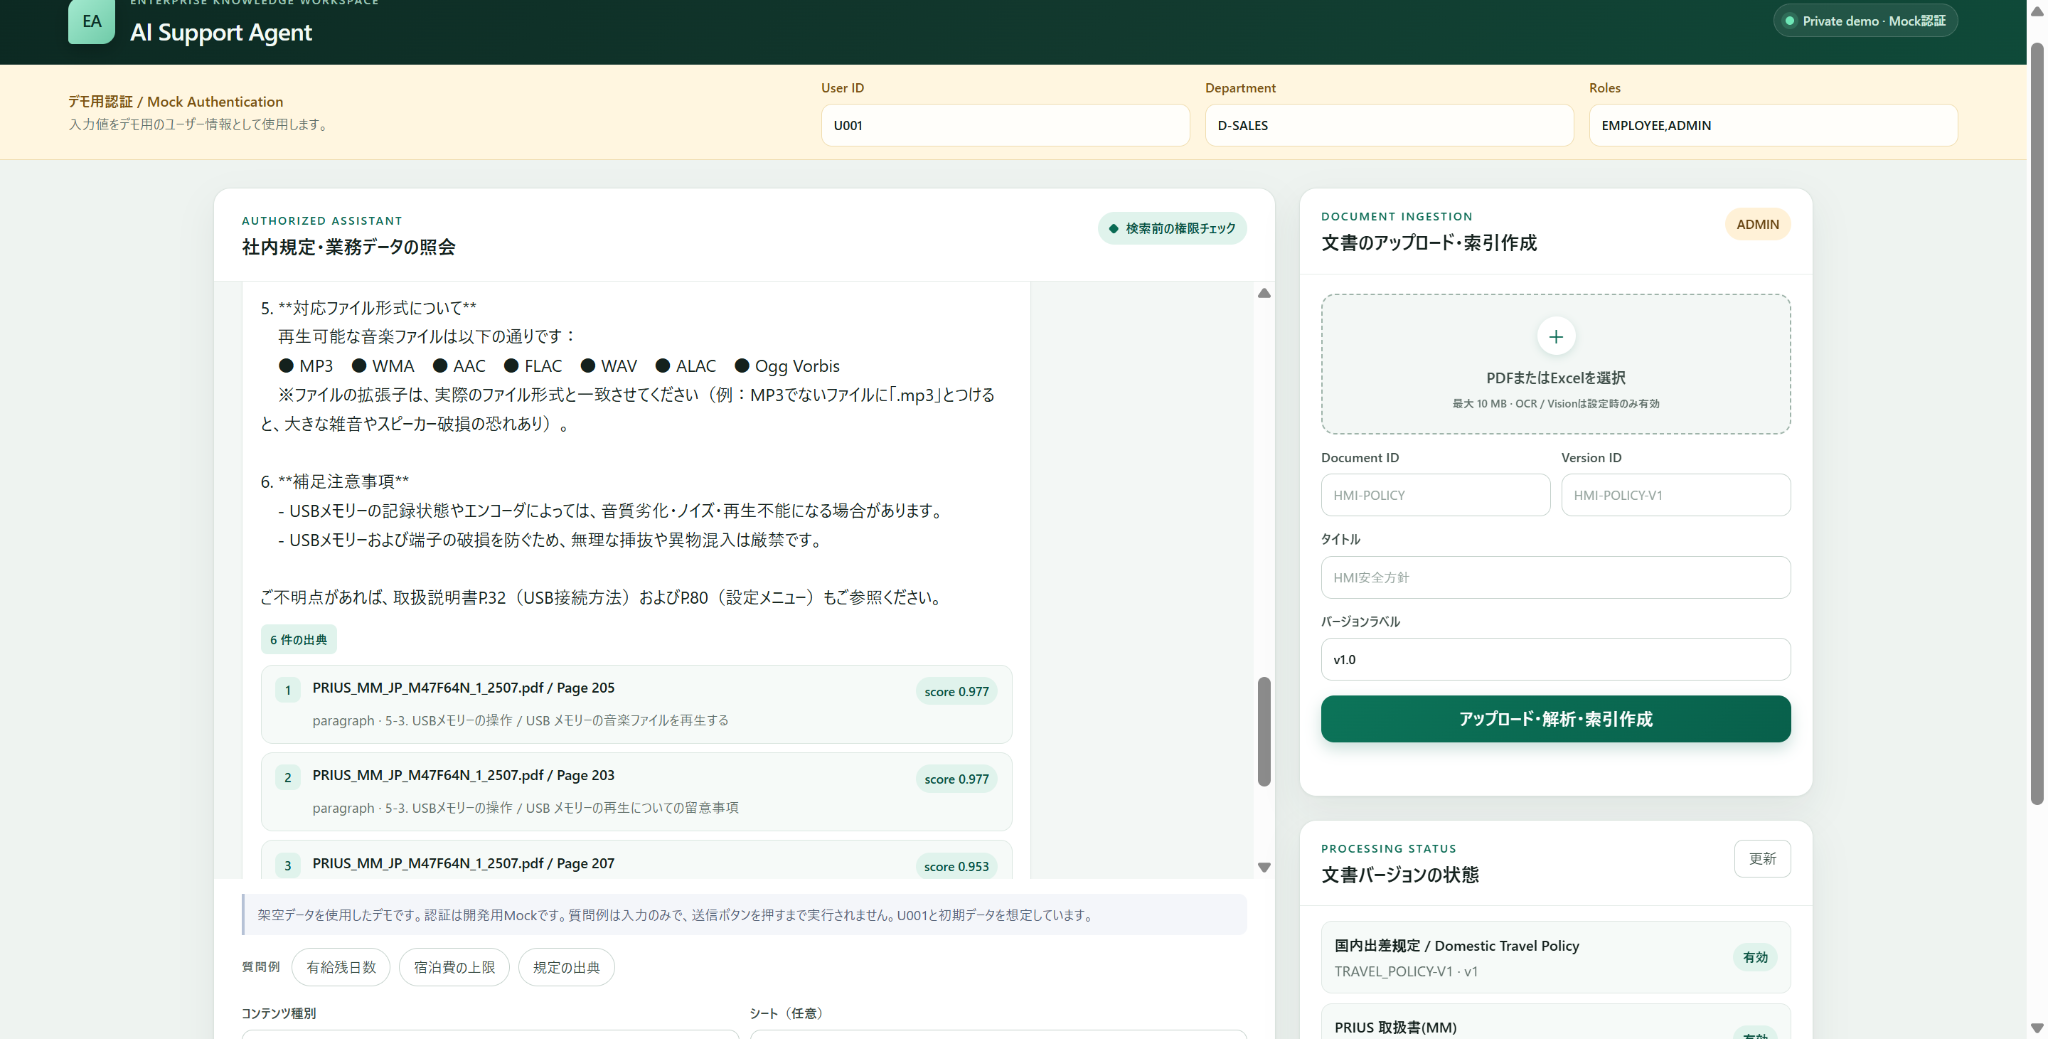 ENTERPRISE KNOWLEDGE WORKSPACE
EA
AI Support Agent
Private demo · Mock認証
デモ用認証 / Mock Authentication
入力値をデモ用のユーザー情報として使用します。
User ID
U001
Department
D-SALES
Roles
EMPLOYEE,ADMIN
AUTHORIZED ASSISTANT
社内規定・業務データの照会
検索前の権限チェック
5. **対応ファイル形式について**
再生可能な音楽ファイルは以下の通りです：
● MP3 ● WMA ● AAC ● FLAC ● WAV ● ALAC ● Ogg Vorbis
※ファイルの拡張子は、実際のファイル形式と一致させてください（例：MP3でないファイルに「.mp3」とつける
と、大きな雑音やスピーカー破損の恐れあり）。
6. **補足注意事項**
- USBメモリーの記録状態やエンコーダによっては、音質劣化・ノイズ・再生不能になる場合があります。
- USBメモリーおよび端子の破損を防ぐため、無理な挿抜や異物混入は厳禁です。
ご不明点があれば、取扱説明書P.32（USB接続方法）およびP.80（設定メニュー）もご参照ください。
6 件の出典
1
PRIUS_MM_JP_M47F64N_1_2507.pdf / Page 205
score 0.977
paragraph · 5-3. USBメモリーの操作 / USB メモリーの音楽ファイルを再生する
2
PRIUS_MM_JP_M47F64N_1_2507.pdf / Page 203
score 0.977
paragraph · 5-3. USBメモリーの操作 / USB メモリーの再生についての留意事項
3
PRIUS_MM_JP_M47F64N_1_2507.pdf / Page 207
score 0.953
架空データを使用したデモです。認証は開発用Mockです。質問例は入力のみで、送信ボタンを押すまで実行されません。U001と初期データを想定しています。
質問例
有給残日数
宿泊費の上限
規定の出典
コンテンツ種別
シート（任意）
DOCUMENT INGESTION
文書のアップロード・索引作成
ADMIN
+
PDFまたはExcelを選択
最大 10 MB · OCR / Visionは設定時のみ有効
Document ID
HMI-POLICY
Version ID
HMI-POLICY-V1
タイトル
HMI安全方針
バージョンラベル
v1.0
アップロード・解析・索引作成
PROCESSING STATUS
文書バージョンの状態
更新
国内出差規定 / Domestic Travel Policy
TRAVEL_POLICY-V1 · v1
有効
PRIUS 取扱書(MM)
有効